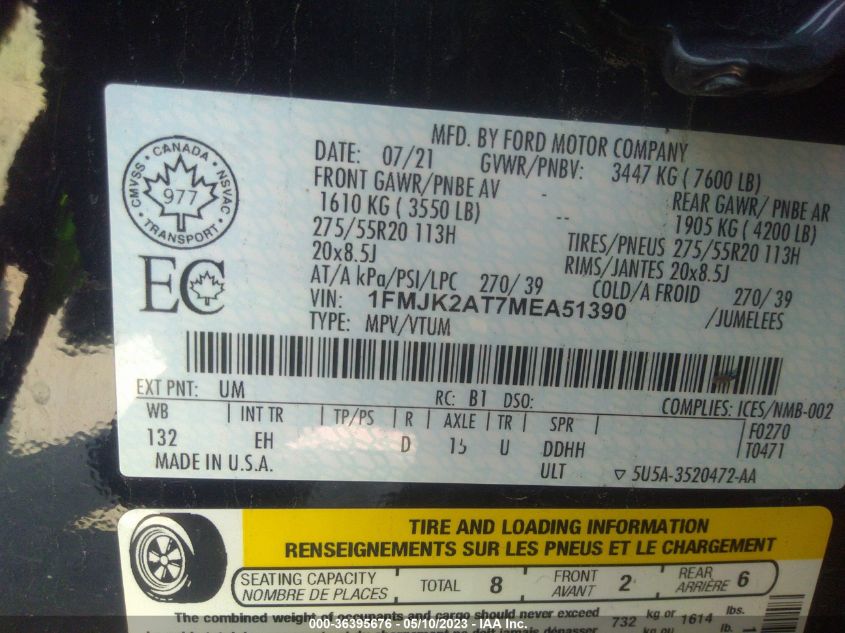 MFD. BY FORD MOTOR COMPANY
DATE: 07/21 GVWR/PNBV: 3447 KG ( 7600 LB)
FRONT GAWR/PNBE AV - REAR GAWR/ PNBE AR
1610 KG ( 3550 LB) -- 1905 KG ( 4200 LB)
275/55R20 113H TIRES/PNEUS 275/55R20 113H
20x8.5J RIMS/JANTES 20x8.5J
AT/A kPa/PSI/LPC 270/ 39 COLD/A FROID 270/ 39
VIN: 1FMJK2AT7MEA51390 /JUMELEES
TYPE: MPV/VTUM
CMVSS • CANADA • NSVAC
977
TRANSPORT
EC
EXT PNT: UM RC: B1 DSO: COMPLIES: ICES/NMB-002
WB | INT TR | TP/PS | R | AXLE | TR | SPR | F0270
132 EH D 15 U DDHH T0471
MADE IN U.S.A. ULT ▽ 5U5A-3520472-AA
TIRE AND LOADING INFORMATION
RENSEIGNEMENTS SUR LES PNEUS ET LE CHARGEMENT
SEATING CAPACITY TOTAL 8 FRONT 2 REAR 6
NOMBRE DE PLACES AVANT ARRIÈRE
The combined weight of occupants and cargo should never exceed 732 kg or 1614 lbs.
000-36395676 - 05/10/2023 - IAA Inc.